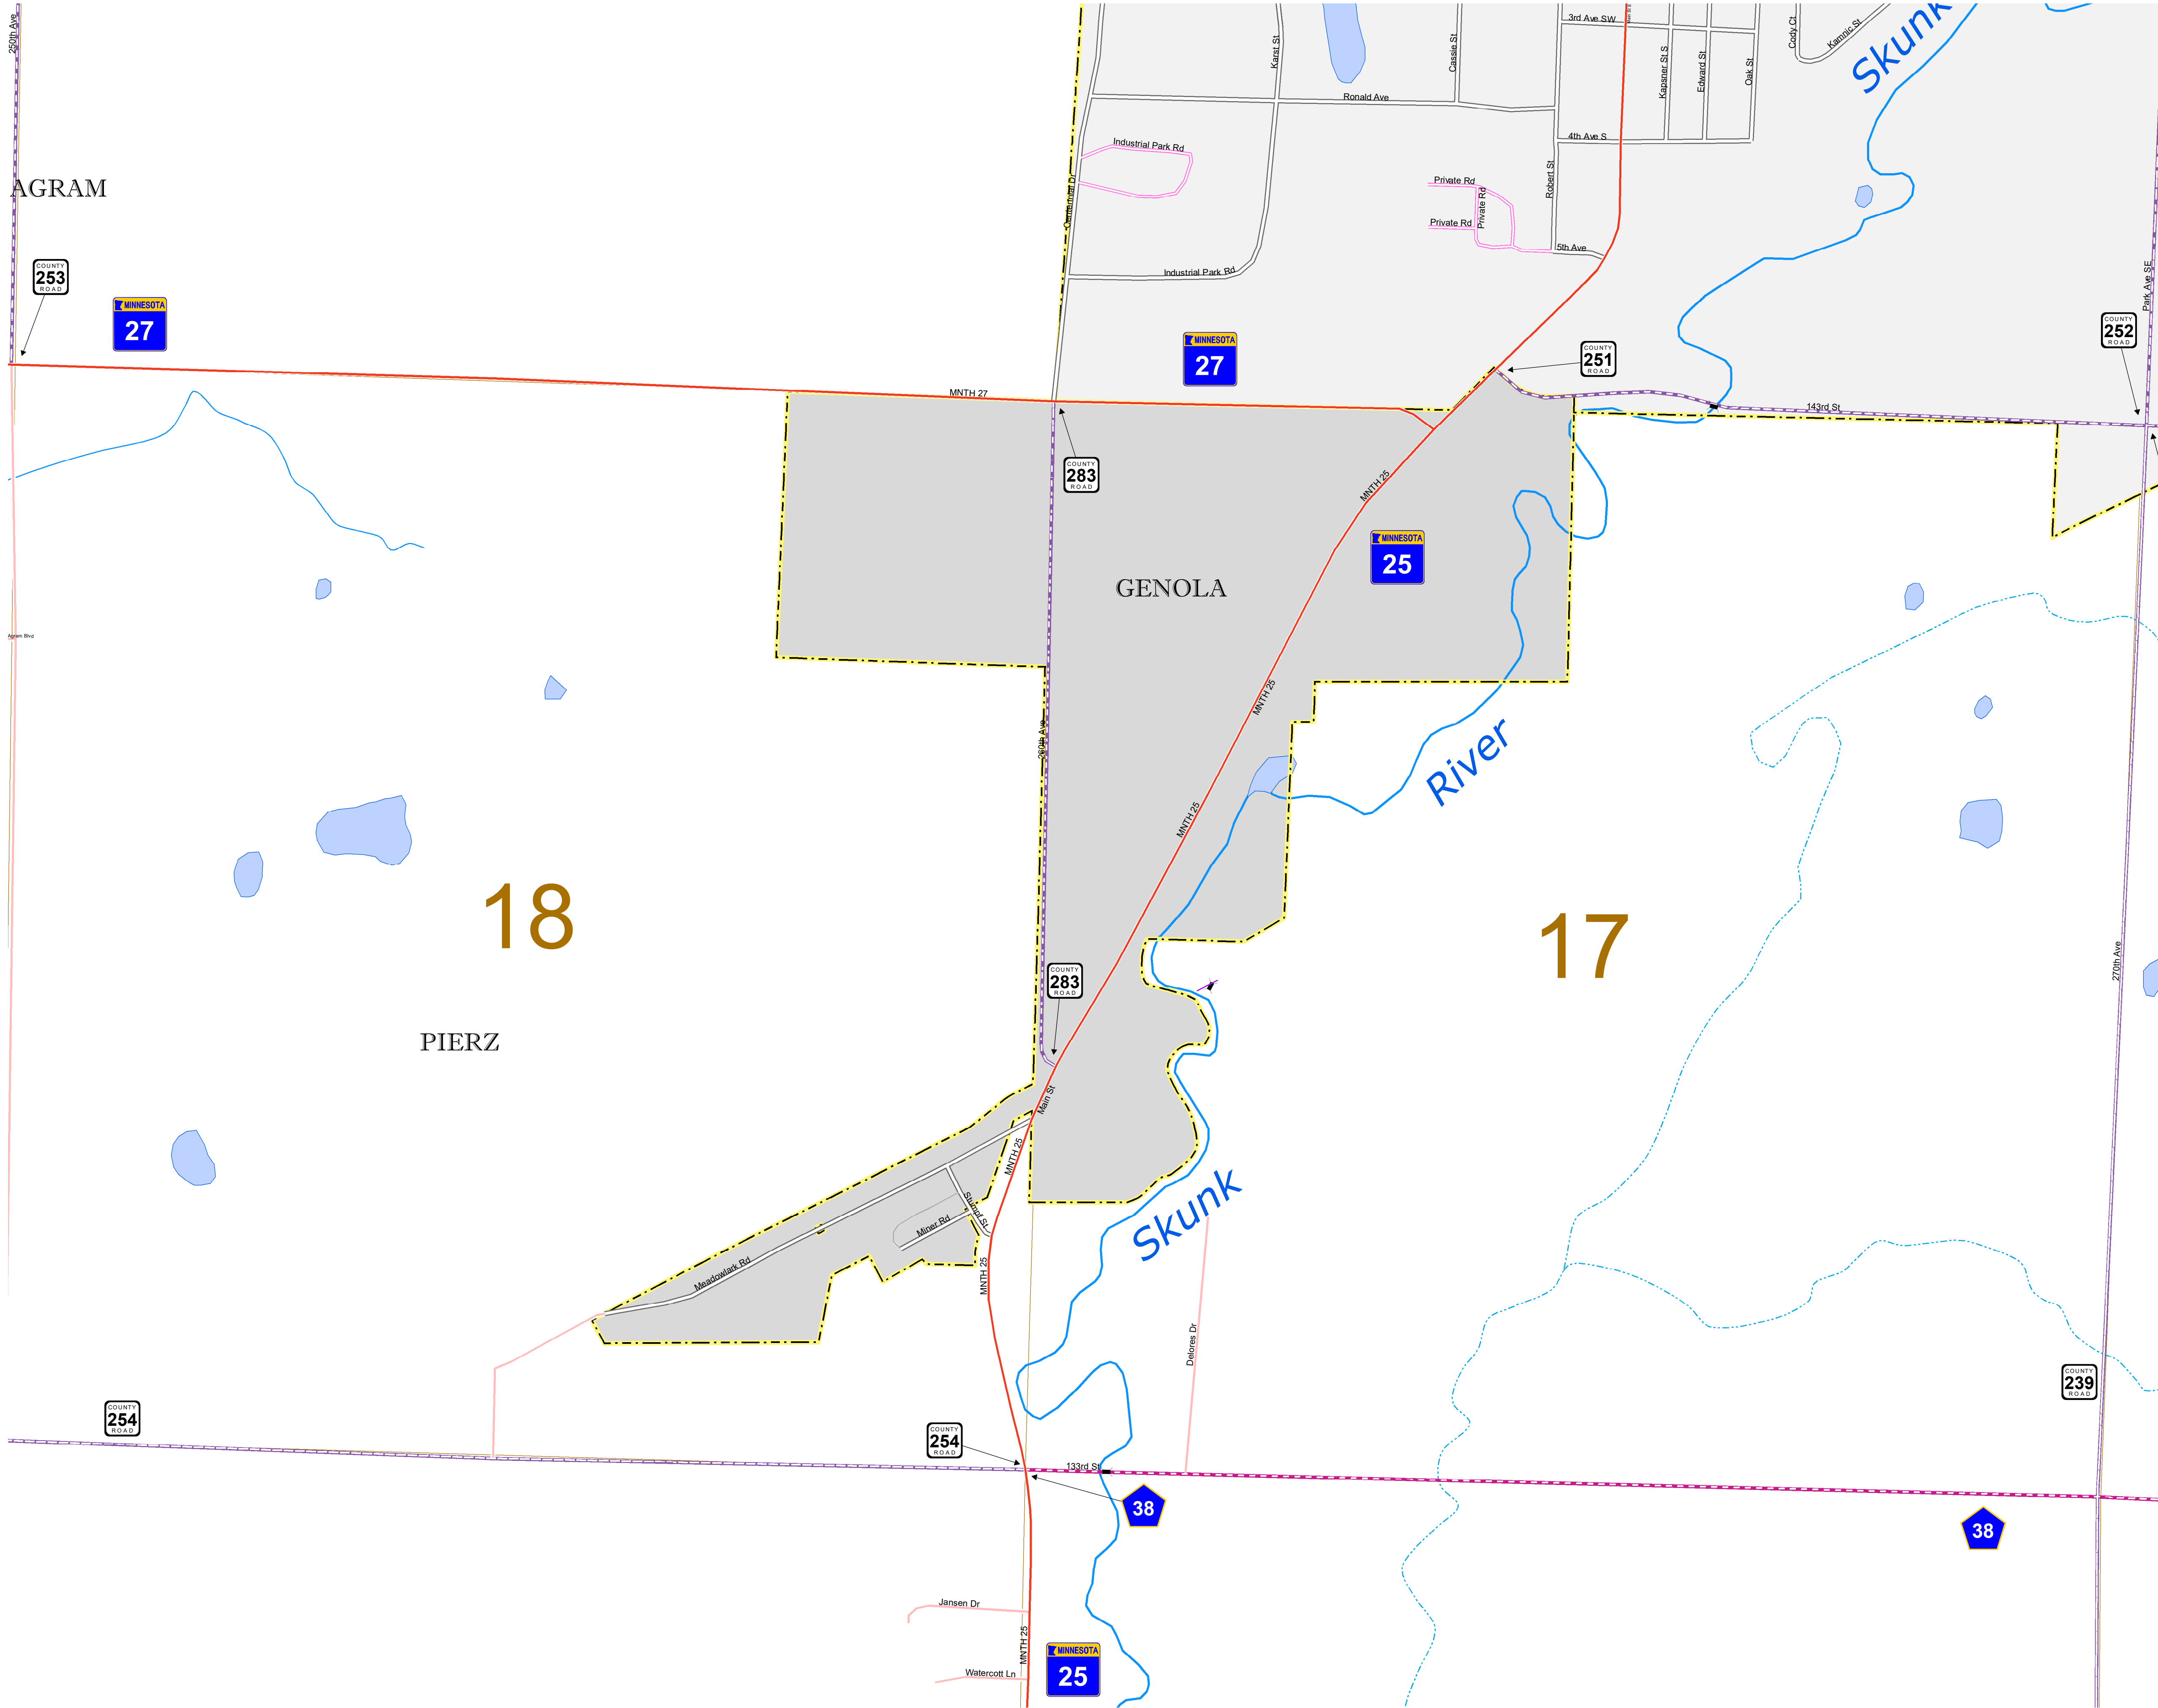 250th Ave
3rd Ave SW
Cody Ct
Kamnic St
Skunk
Karst St
Cassie St
Kapsner St S
Edward St
Oak St
Ronald Ave
4th Ave S
Industrial Park Rd
AGRAM
Centennial Dr
Private Rd
Private Rd
Private Rd
Robert St
5th Ave
Industrial Park Rd
COUNTY
253
ROAD
MINNESOTA
27
MINNESOTA
27
COUNTY
251
ROAD
Park Ave SE
COUNTY
252
ROAD
MNTH 27
143rd St
COUNTY
283
ROAD
MNTH 25
MINNESOTA
25
GENOLA
Agram Blvd
260th Ave
MNTH 25
River
MNTH 25
18
17
270th Ave
COUNTY
283
ROAD
PIERZ
Main St
MNTH 25
Skunk
Stumpf St
Miner Rd
Meadowlark Rd
MNTH 25
Delores Dr
COUNTY
239
ROAD
COUNTY
254
ROAD
COUNTY
254
ROAD
133rd St
38
38
Jansen Dr
MNTH 25
MINNESOTA
25
Watercott Ln